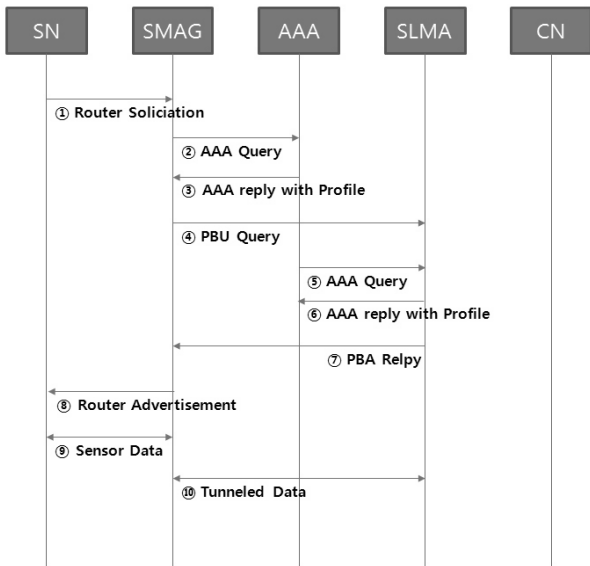 SN SMAG AAA SLMA CN
① Router Soliciation
② AAA Query
③ AAA reply with Profile
④ PBU Query
⑤ AAA Query
⑥ AAA reply with Profile
⑦ PBA Relpy
⑧ Router Advertisement
⑨ Sensor Data
⑩ Tunneled Data